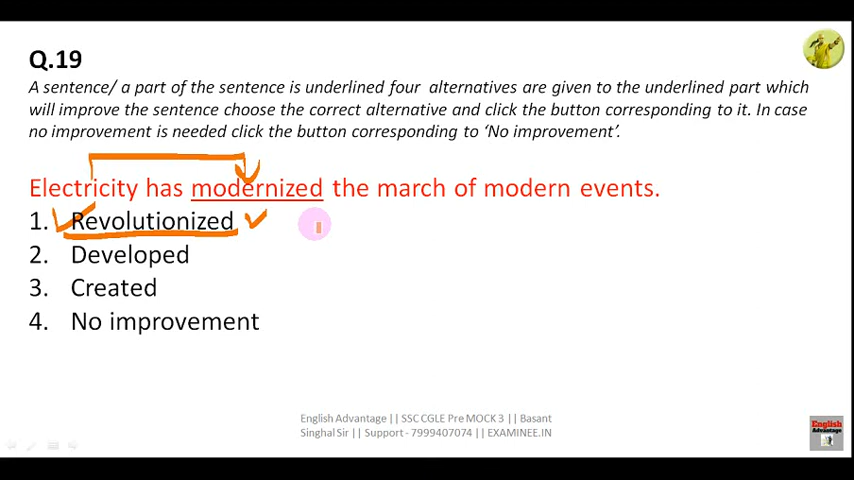 Q.19
A sentence/ a part of the sentence is underlined four alternatives are given to the underlined part which
will improve the sentence choose the correct alternative and click the button corresponding to it. In case
no improvement is needed click the button corresponding to ‘No improvement’.
Electricity has modernized the march of modern events.
1. Revolutionized
2. Developed
3. Created
4. No improvement
English Advantage || SSC CGLE Pre MOCK 3 || Basant
Singhal Sir || Support - 7999407074 || EXAMINEE.IN
English
Advantage